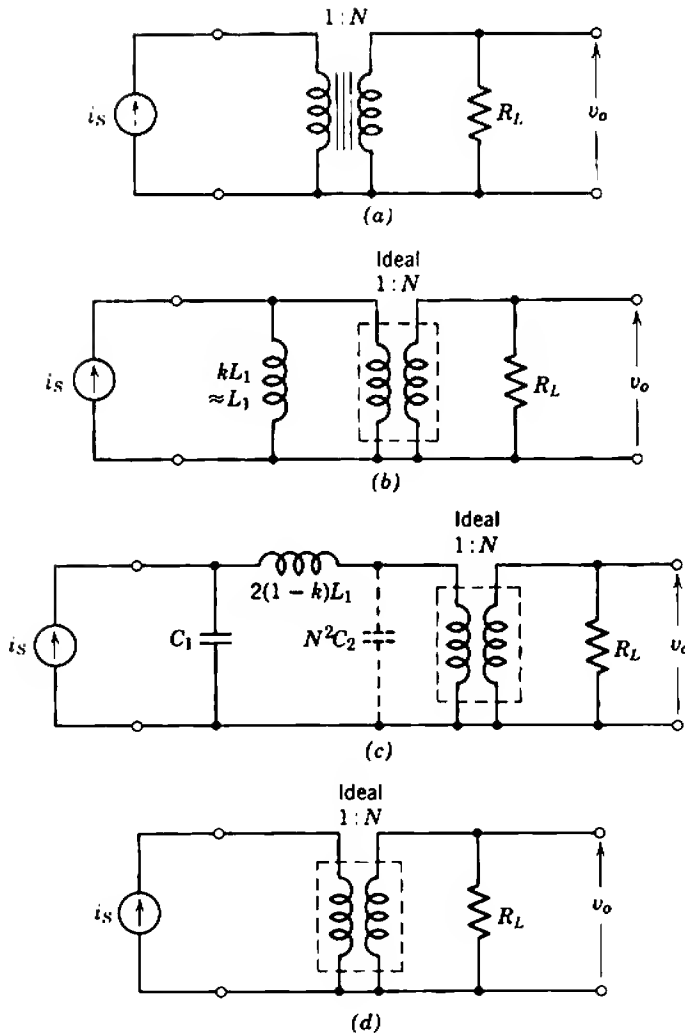 1:N
i_S
R_L
v_o
(a)
Ideal
1:N
i_S
kL_1
≈L_1
R_L
v_o
(b)
Ideal
1:N
2(1 − k)L_1
i_S
C_1
N^2C_2
R_L
v_o
(c)
Ideal
1:N
i_S
R_L
v_o
(d)